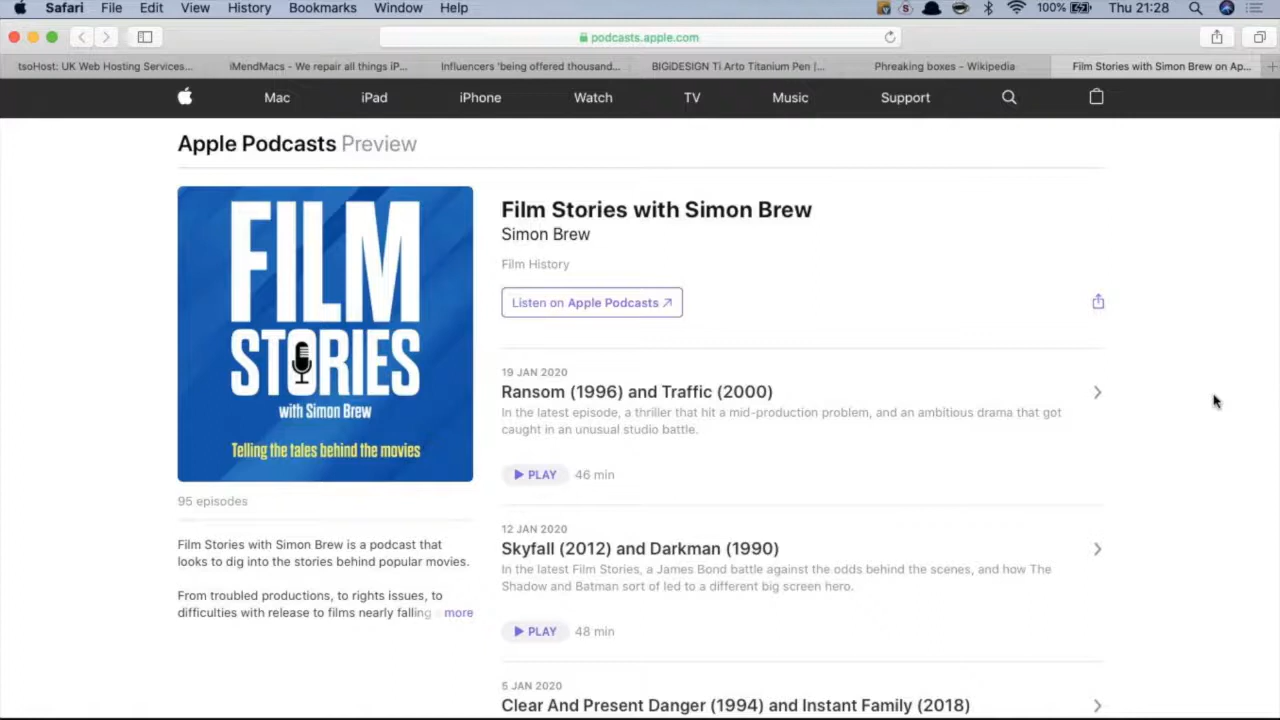 Safari File Edit View History Bookmarks Window Help 100% Thu 21:28
podcasts.apple.com
tsoHost: UK Web Hosting Services... iMendMacs - We repair all things iP... Influencers 'being offered thousand... BIGiDESIGN Ti Arto Titanium Pen |... Phreaking boxes - Wikipedia Film Stories with Simon Brew on Ap...
Mac iPad iPhone Watch TV Music Support
Apple Podcasts Preview
FILM
STORIES
with Simon Brew
Telling the tales behind the movies
95 episodes
Film Stories with Simon Brew is a podcast that
looks to dig into the stories behind popular movies.
From troubled productions, to rights issues, to
difficulties with release to films nearly falling more
Film Stories with Simon Brew
Simon Brew
Film History
Listen on Apple Podcasts ↗
19 JAN 2020
Ransom (1996) and Traffic (2000)
In the latest episode, a thriller that hit a mid-production problem, and an ambitious drama that got
caught in an unusual studio battle.
PLAY 46 min
12 JAN 2020
Skyfall (2012) and Darkman (1990)
In the latest Film Stories, a James Bond battle against the odds behind the scenes, and how The
Shadow and Batman sort of led to a different big screen hero.
PLAY 48 min
5 JAN 2020
Clear And Present Danger (1994) and Instant Family (2018)